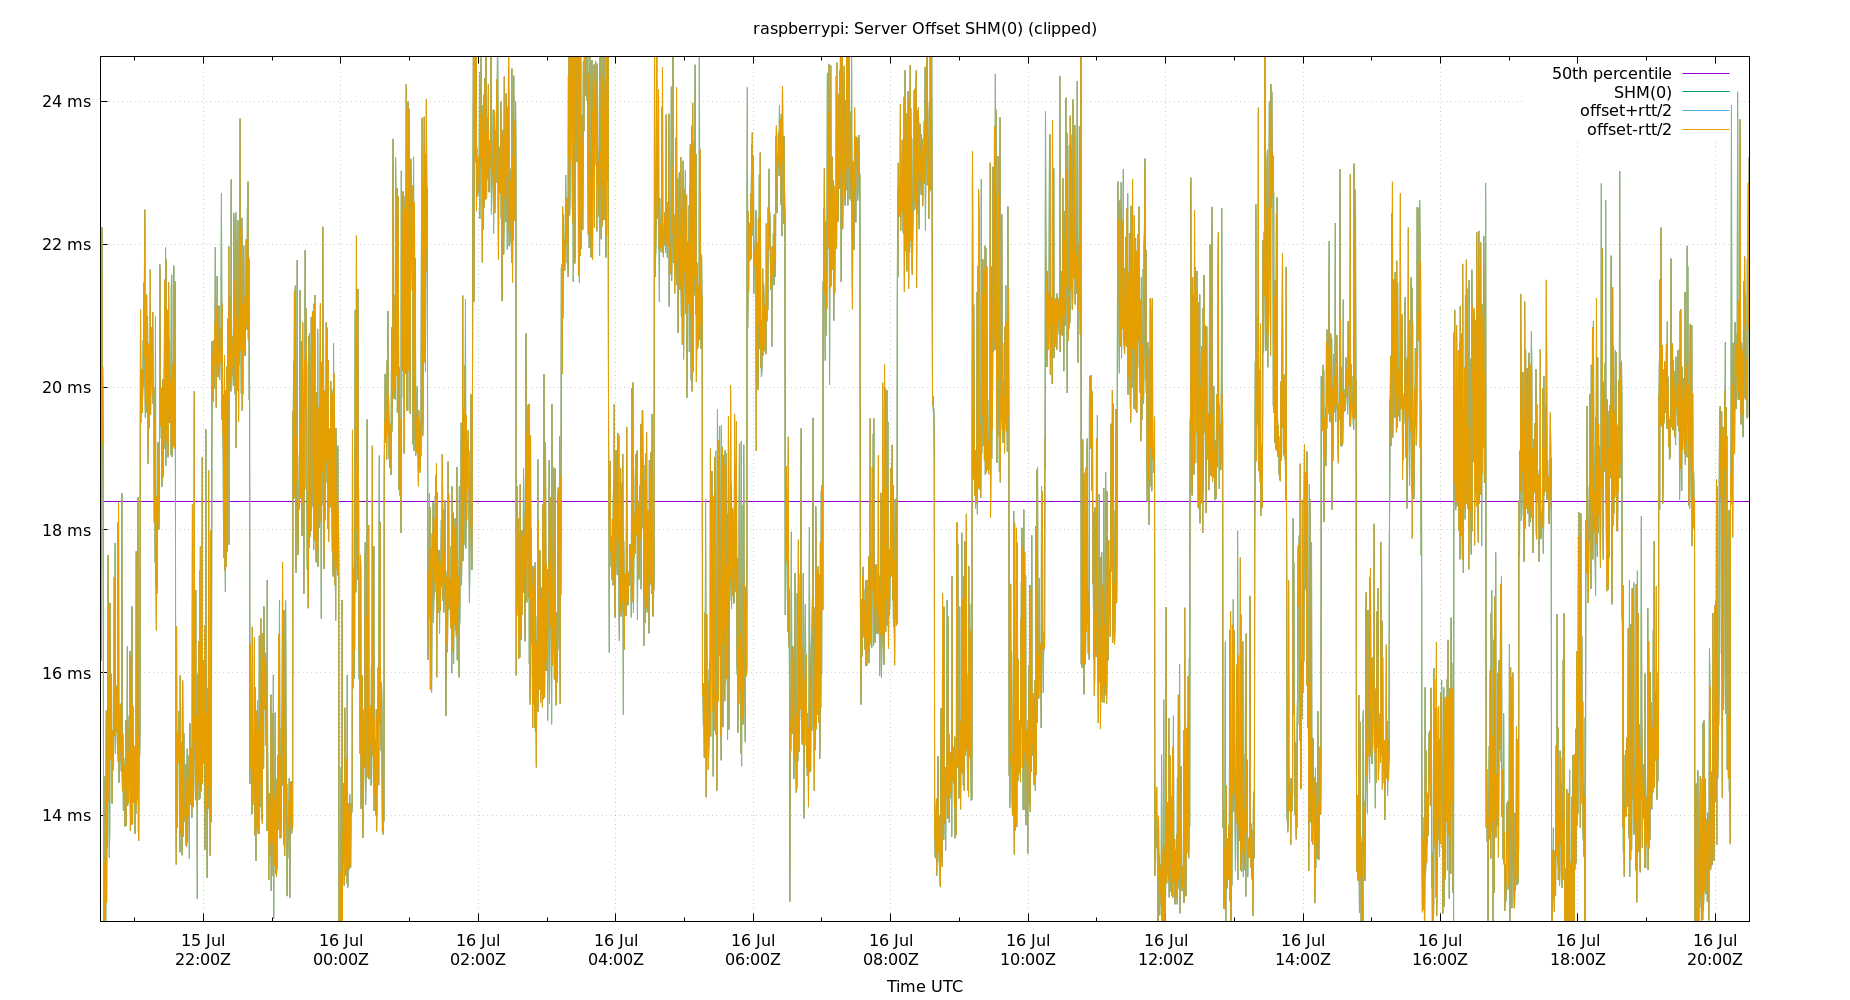 raspberrypi: Server Offset SHM(0) (clipped)
50th percentile
SHM(0)
offset+rtt/2
offset-rtt/2
24 ms
22 ms
20 ms
18 ms
16 ms
14 ms
15 Jul 16 Jul 16 Jul 16 Jul 16 Jul 16 Jul 16 Jul 16 Jul 16 Jul 16 Jul 16 Jul 16 Jul
22:00Z 00:00Z 02:00Z 04:00Z 06:00Z 08:00Z 10:00Z 12:00Z 14:00Z 16:00Z 18:00Z 20:00Z
Time UTC